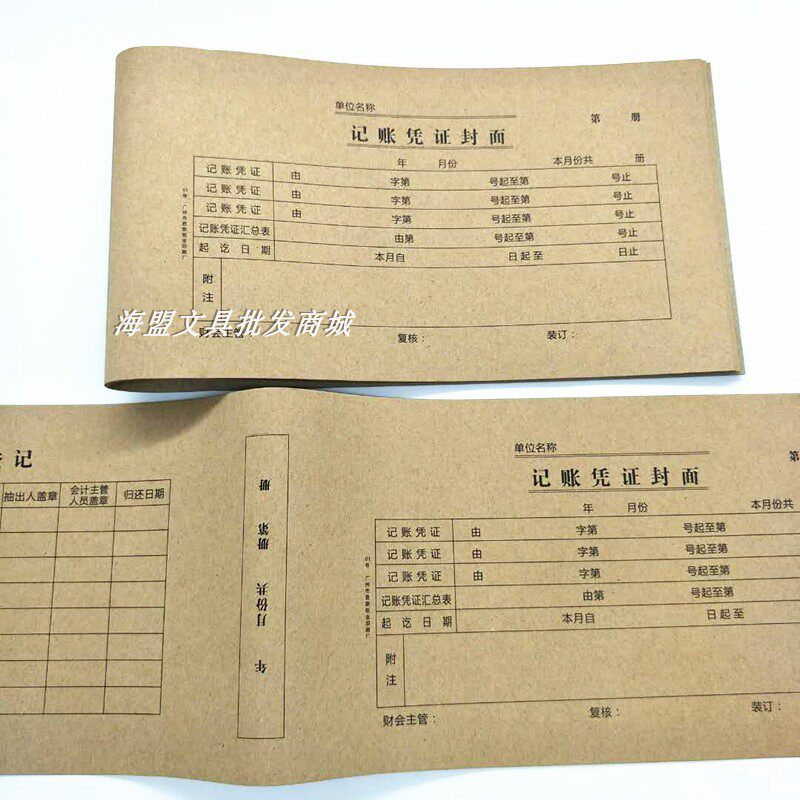 单位名称
第 册
记账凭证封面
年 月份 本月份共 册
记账凭证 由 字第 号起至第 号止
记账凭证 由 字第 号起至第 号止
记账凭证 由 字第 号起至第 号止
记账凭证汇总表 由第 号起至第 号止
起讫日期 本月自 日起至 日止
附注
财会主管： 复核： 装订：
海盟文具批发商城
记
抽出人盖章 会计主管人员盖章 归还日期
年 月份共 册第 册
单位名称
第
记账凭证封面
年 月份 本月份共
记账凭证 由 字第 号起至第
记账凭证 由 字第 号起至第
记账凭证 由 字第 号起至第
记账凭证汇总表 由第 号起至第
起讫日期 本月自 日起至
附注
财会主管： 复核： 装订：